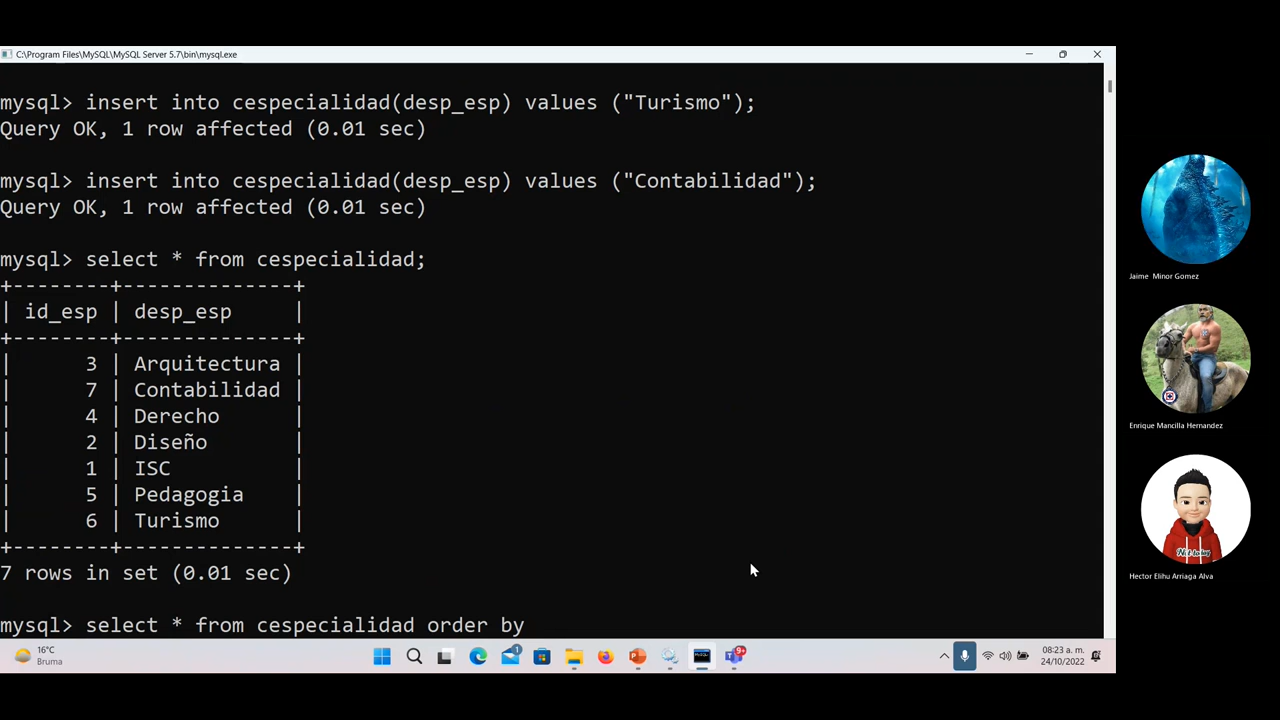 C:\Program Files\MySQL\MySQL Server 5.7\bin\mysql.exe
mysql> insert into cespecialidad(desp_esp) values ("Turismo");
Query OK, 1 row affected (0.01 sec)
mysql> insert into cespecialidad(desp_esp) values ("Contabilidad");
Query OK, 1 row affected (0.01 sec)
mysql> select * from cespecialidad;
+--------+--------------+
| id_esp | desp_esp     |
+--------+--------------+
|      3 | Arquitectura |
|      7 | Contabilidad |
|      4 | Derecho      |
|      2 | Diseño       |
|      1 | ISC          |
|      5 | Pedagogia    |
|      6 | Turismo      |
+--------+--------------+
7 rows in set (0.01 sec)
mysql> select * from cespecialidad order by
Jaime Minor Gomez
Enrique Mancilla Hernandez
Hector Elihu Arriaga Alva
16°C
Bruma
1
9+
08:23 a. m.
24/10/2022